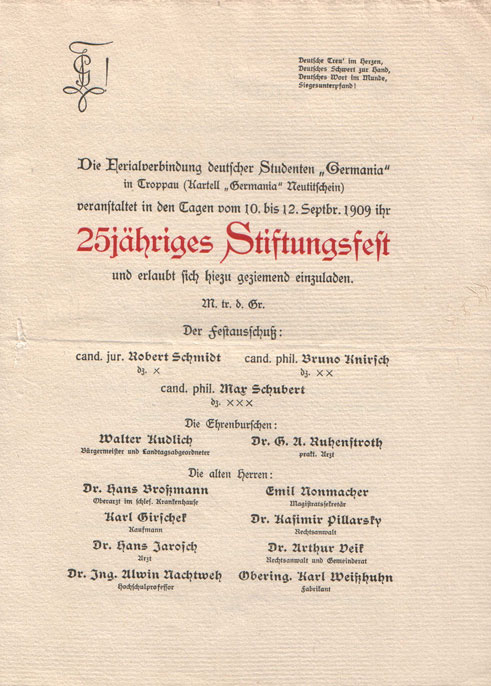 Deutsche Treu' im Herzen,
Deutsches Schwert zur Hand,
Deutsches Wort im Munde,
Siegesunterpfand!
Die Ferialverbindung deutscher Studenten „Germania“
in Troppau (Kartell „Germania“ Neutitschein)
veranstaltet in den Tagen vom 10. bis 12. Septbr. 1909 ihr
25jähriges Stiftungsfest
und erlaubt sich hiezu geziemend einzuladen.
M. tr. d. Gr.
Der Festausschuß:
cand. jur. Robert Schmidt cand. phil. Bruno Knirsch
dz. × dz. ××
cand. phil. Max Schubert
dz. ×××
Die Ehrenburschen:
Walter Kudlich Dr. G. A. Ruhenstroth
Bürgermeister und Landtagsabgeordneter prakt. Arzt
Die alten Herren:
Dr. Hans Broßmann Emil Nonmacher
Oberarzt im schles. Krankenhause Magistratssekretär
Karl Girschek Dr. Kasimir Pillarsky
Kaufmann Rechtsanwalt
Dr. Hans Jarosch Dr. Arthur Veik
Arzt Rechtsanwalt und Gemeinderat
Dr. Ing. Alwin Nachtweh Obering. Karl Weißhuhn
Hochschulprofessor Fabrikant